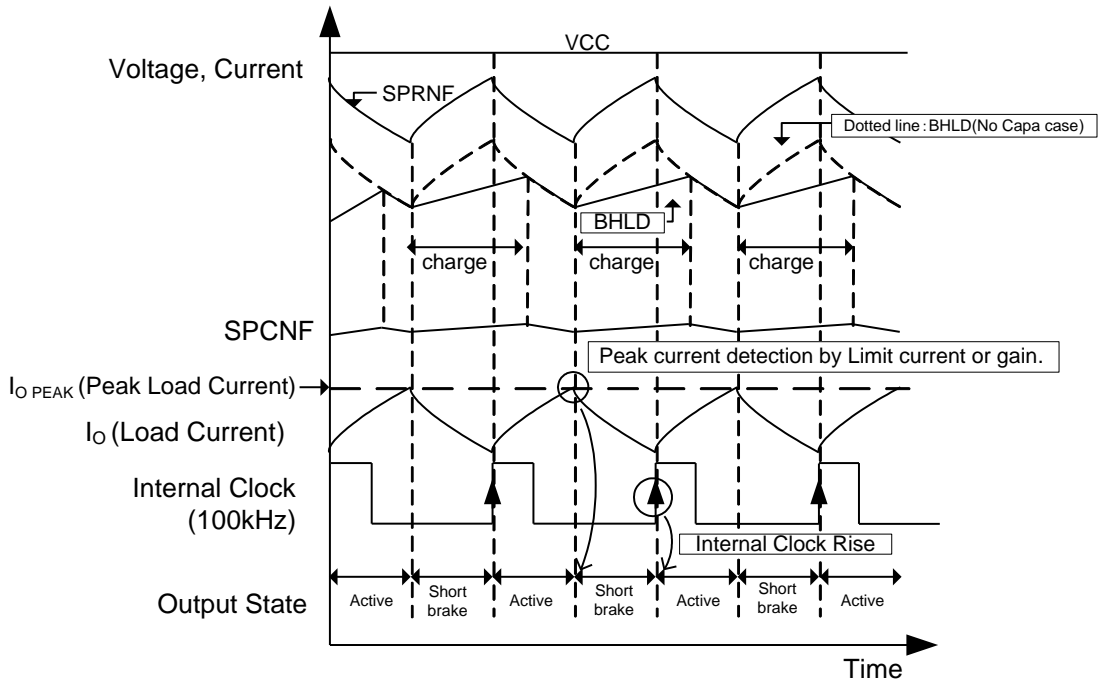 VCC
Voltage, Current
SPRNF
Dotted line : BHLD(No Capa case)
BHLD
charge
charge
charge
SPCNF
Peak current detection by Limit current or gain.
IO PEAK (Peak Load Current)
IO (Load Current)
Internal Clock
(100kHz)
Internal Clock Rise
Output State
Active
Short
brake
Active
Short
brake
Active
Short
brake
Active
Time